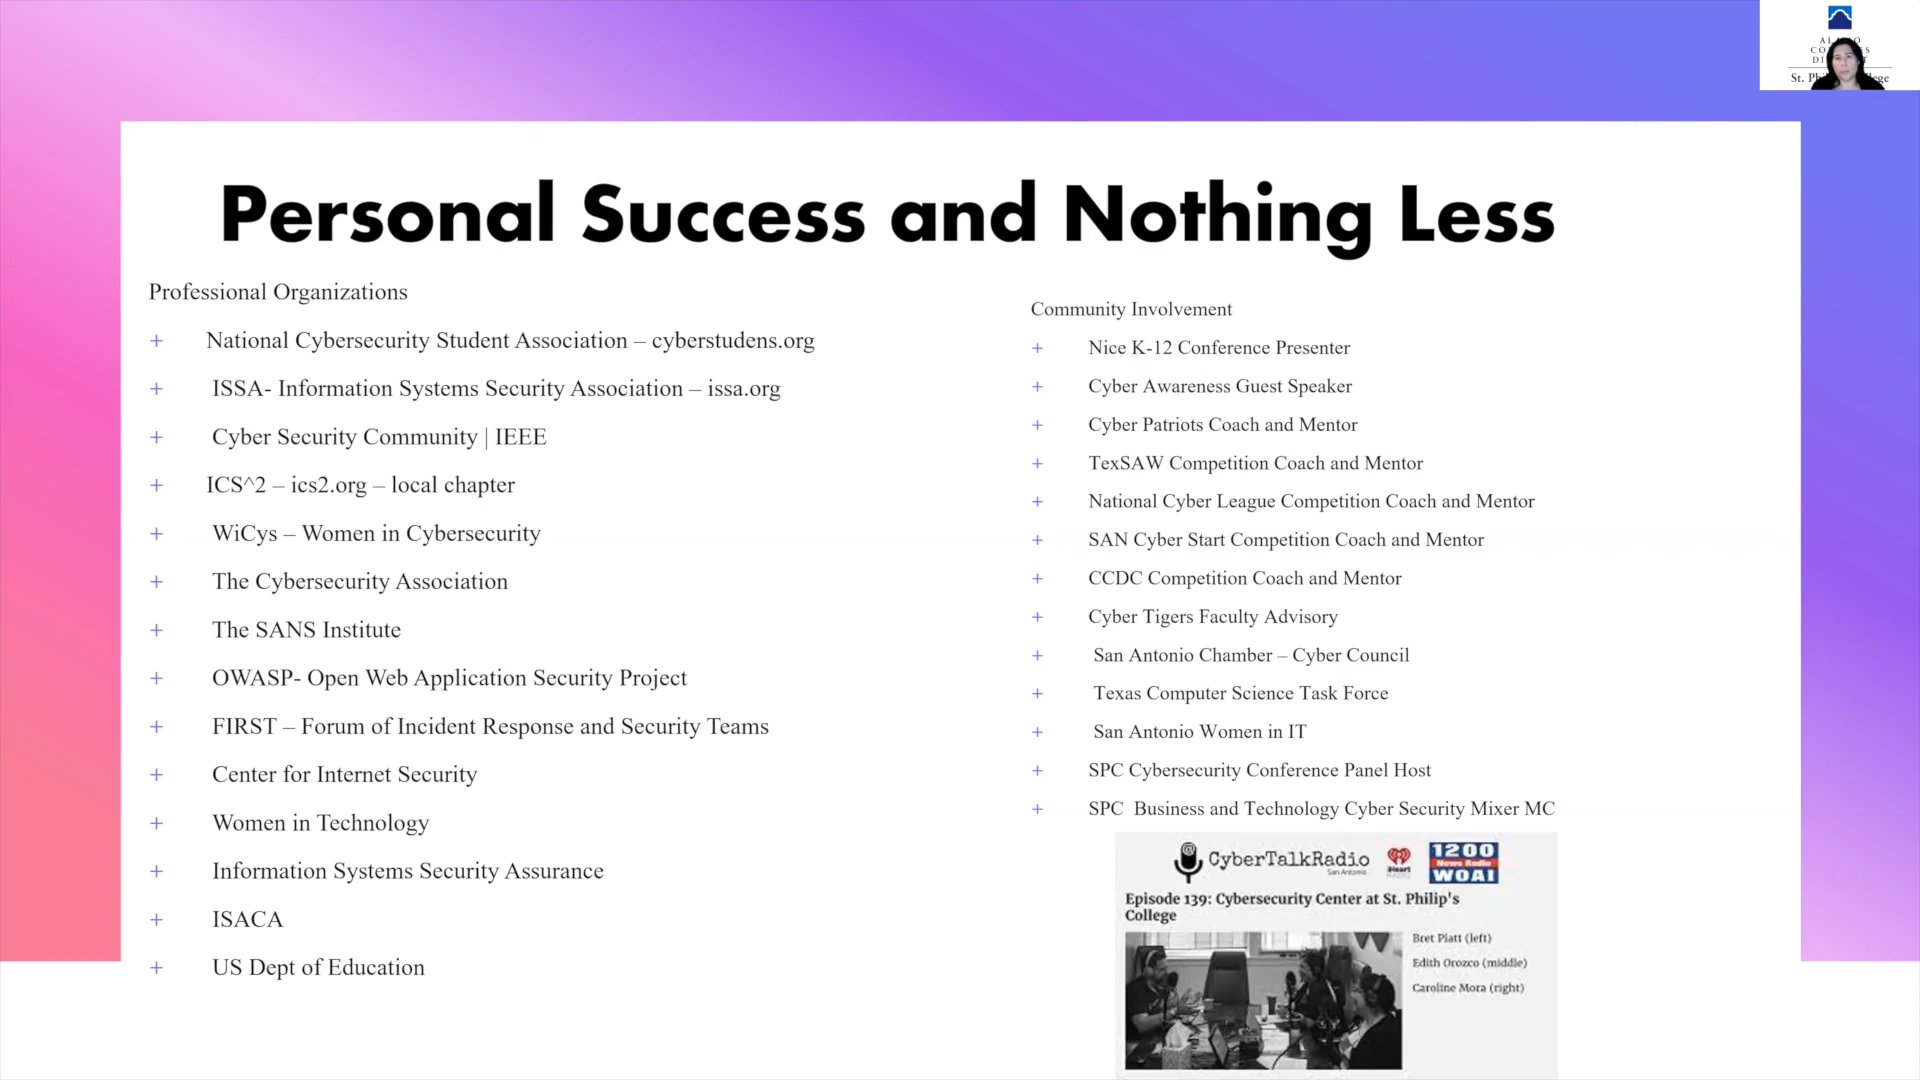 Personal Success and Nothing Less
Professional Organizations
+ National Cybersecurity Student Association – cyberstudens.org
+ ISSA- Information Systems Security Association – issa.org
+ Cyber Security Community | IEEE
+ ICS^2 – ics2.org – local chapter
+ WiCys – Women in Cybersecurity
+ The Cybersecurity Association
+ The SANS Institute
+ OWASP- Open Web Application Security Project
+ FIRST – Forum of Incident Response and Security Teams
+ Center for Internet Security
+ Women in Technology
+ Information Systems Security Assurance
+ ISACA
+ US Dept of Education
Community Involvement
+ Nice K-12 Conference Presenter
+ Cyber Awareness Guest Speaker
+ Cyber Patriots Coach and Mentor
+ TexSAW Competition Coach and Mentor
+ National Cyber League Competition Coach and Mentor
+ SAN Cyber Start Competition Coach and Mentor
+ CCDC Competition Coach and Mentor
+ Cyber Tigers Faculty Advisory
+ San Antonio Chamber – Cyber Council
+ Texas Computer Science Task Force
+ San Antonio Women in IT
+ SPC Cybersecurity Conference Panel Host
+ SPC Business and Technology Cyber Security Mixer MC
CyberTalkRadio
San Antonio
iHeart
1200
News Radio
WOAI
Episode 139: Cybersecurity Center at St. Philip's
College
Bret Piatt (left)
Edith Orozco (middle)
Caroline Mora (right)
St.